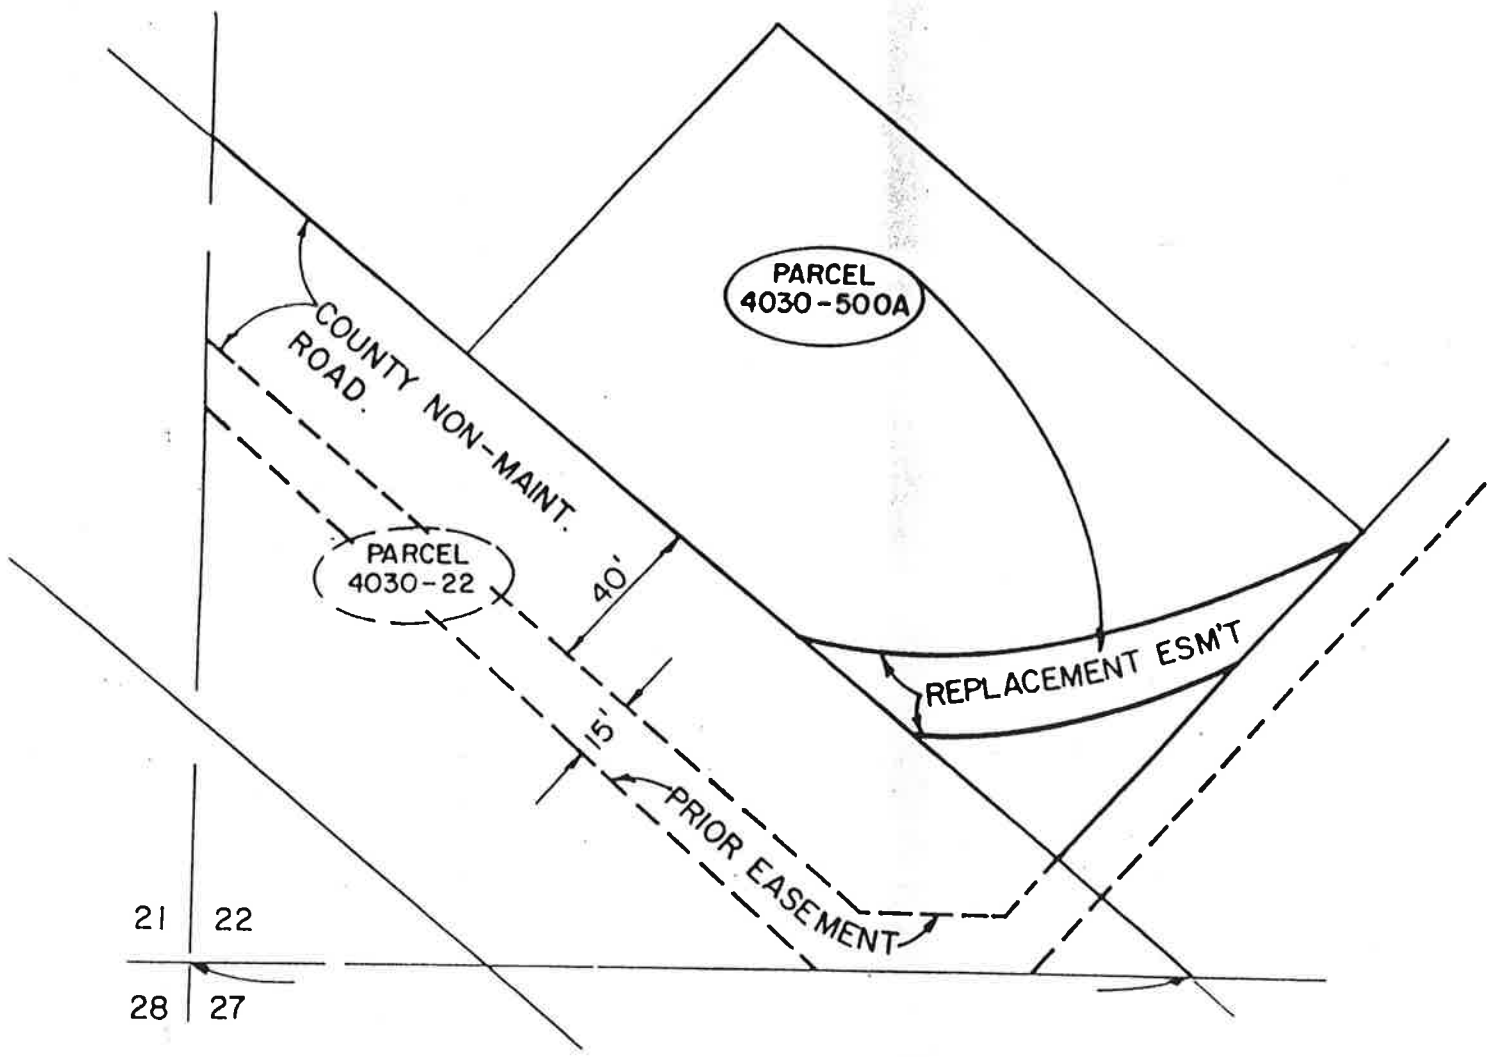 PARCEL
4030-500A
COUNTY NON-MAINT.
ROAD.
PARCEL
4030-22
40'
15'
REPLACEMENT ESM'T
PRIOR EASEMENT
21 22
28 27